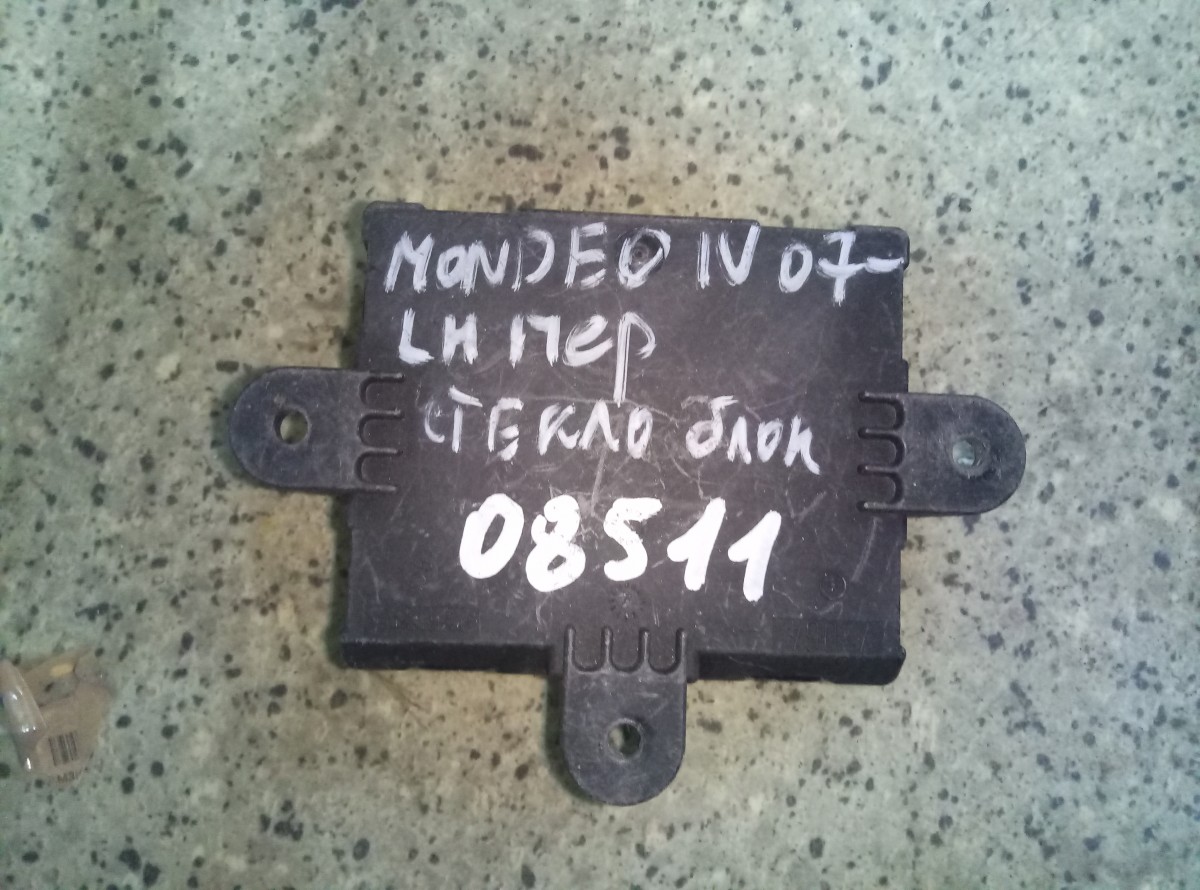 MONDEO IV 07-
LH ПЕР
СТЕКЛО блок
08511